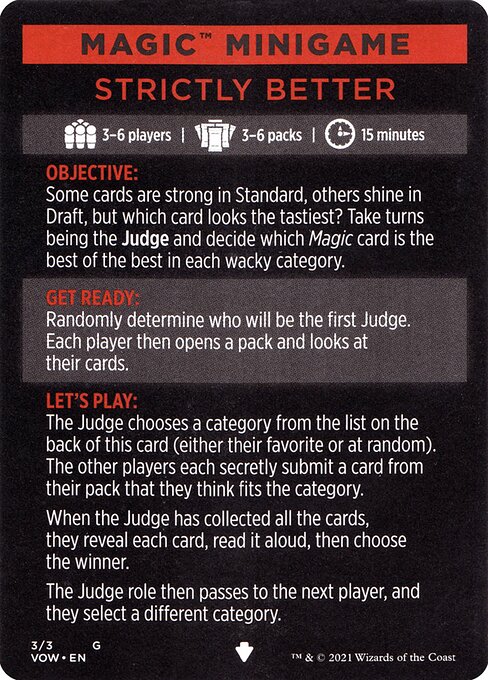 MAGIC™ MINIGAME
STRICTLY BETTER
3–6 players | 3–6 packs | 15 minutes
OBJECTIVE:
Some cards are strong in Standard, others shine in
Draft, but which card looks the tastiest? Take turns
being the Judge and decide which Magic card is the
best of the best in each wacky category.
GET READY:
Randomly determine who will be the first Judge.
Each player then opens a pack and looks at
their cards.
LET'S PLAY:
The Judge chooses a category from the list on the
back of this card (either their favorite or at random).
The other players each secretly submit a card from
their pack that they think fits the category.
When the Judge has collected all the cards,
they reveal each card, read it aloud, then choose
the winner.
The Judge role then passes to the next player, and
they select a different category.
3/3 G
VOW • EN ™ & © 2021 Wizards of the Coast